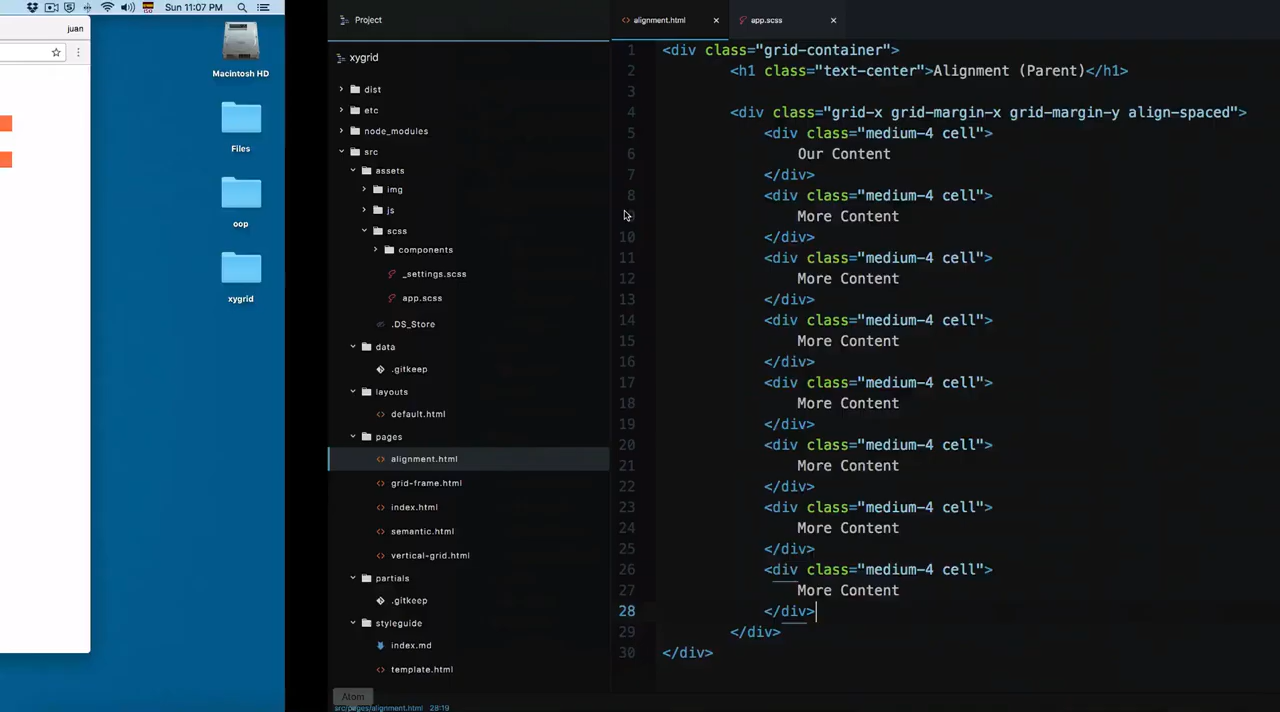 Sun 11:07 PM
juan
Macintosh HD
Files
oop
xygrid
Project
xygrid
dist
etc
node_modules
src
assets
img
js
scss
components
_settings.scss
app.scss
.DS_Store
data
.gitkeep
layouts
default.html
pages
alignment.html
grid-frame.html
index.html
semantic.html
vertical-grid.html
partials
.gitkeep
styleguide
index.md
template.html
Atom
src/pages/alignment.html 28:19
<> alignment.html ×
app.scss ×
1 <div class="grid-container">
2 <h1 class="text-center">Alignment (Parent)</h1>
3
4 <div class="grid-x grid-margin-x grid-margin-y align-spaced">
5 <div class="medium-4 cell">
6 Our Content
7 </div>
8 <div class="medium-4 cell">
9 More Content
10 </div>
11 <div class="medium-4 cell">
12 More Content
13 </div>
14 <div class="medium-4 cell">
15 More Content
16 </div>
17 <div class="medium-4 cell">
18 More Content
19 </div>
20 <div class="medium-4 cell">
21 More Content
22 </div>
23 <div class="medium-4 cell">
24 More Content
25 </div>
26 <div class="medium-4 cell">
27 More Content
28 </div>
29 </div>
30 </div>